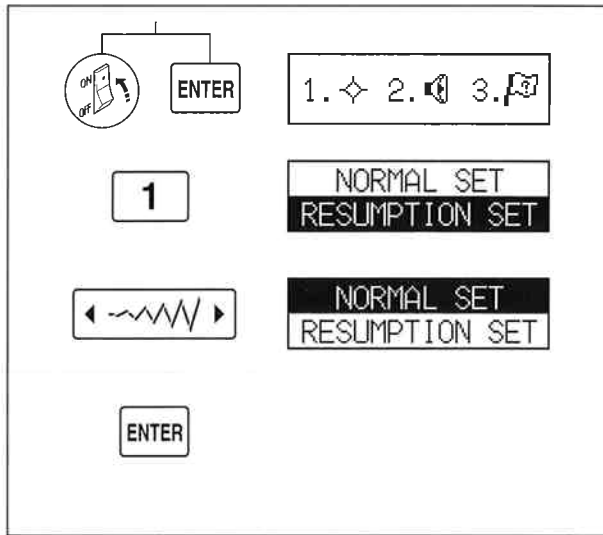 ON
OFF
ENTER
1. 2. 3. ?
1
NORMAL SET
RESUMPTION SET
NORMAL SET
RESUMPTION SET
ENTER